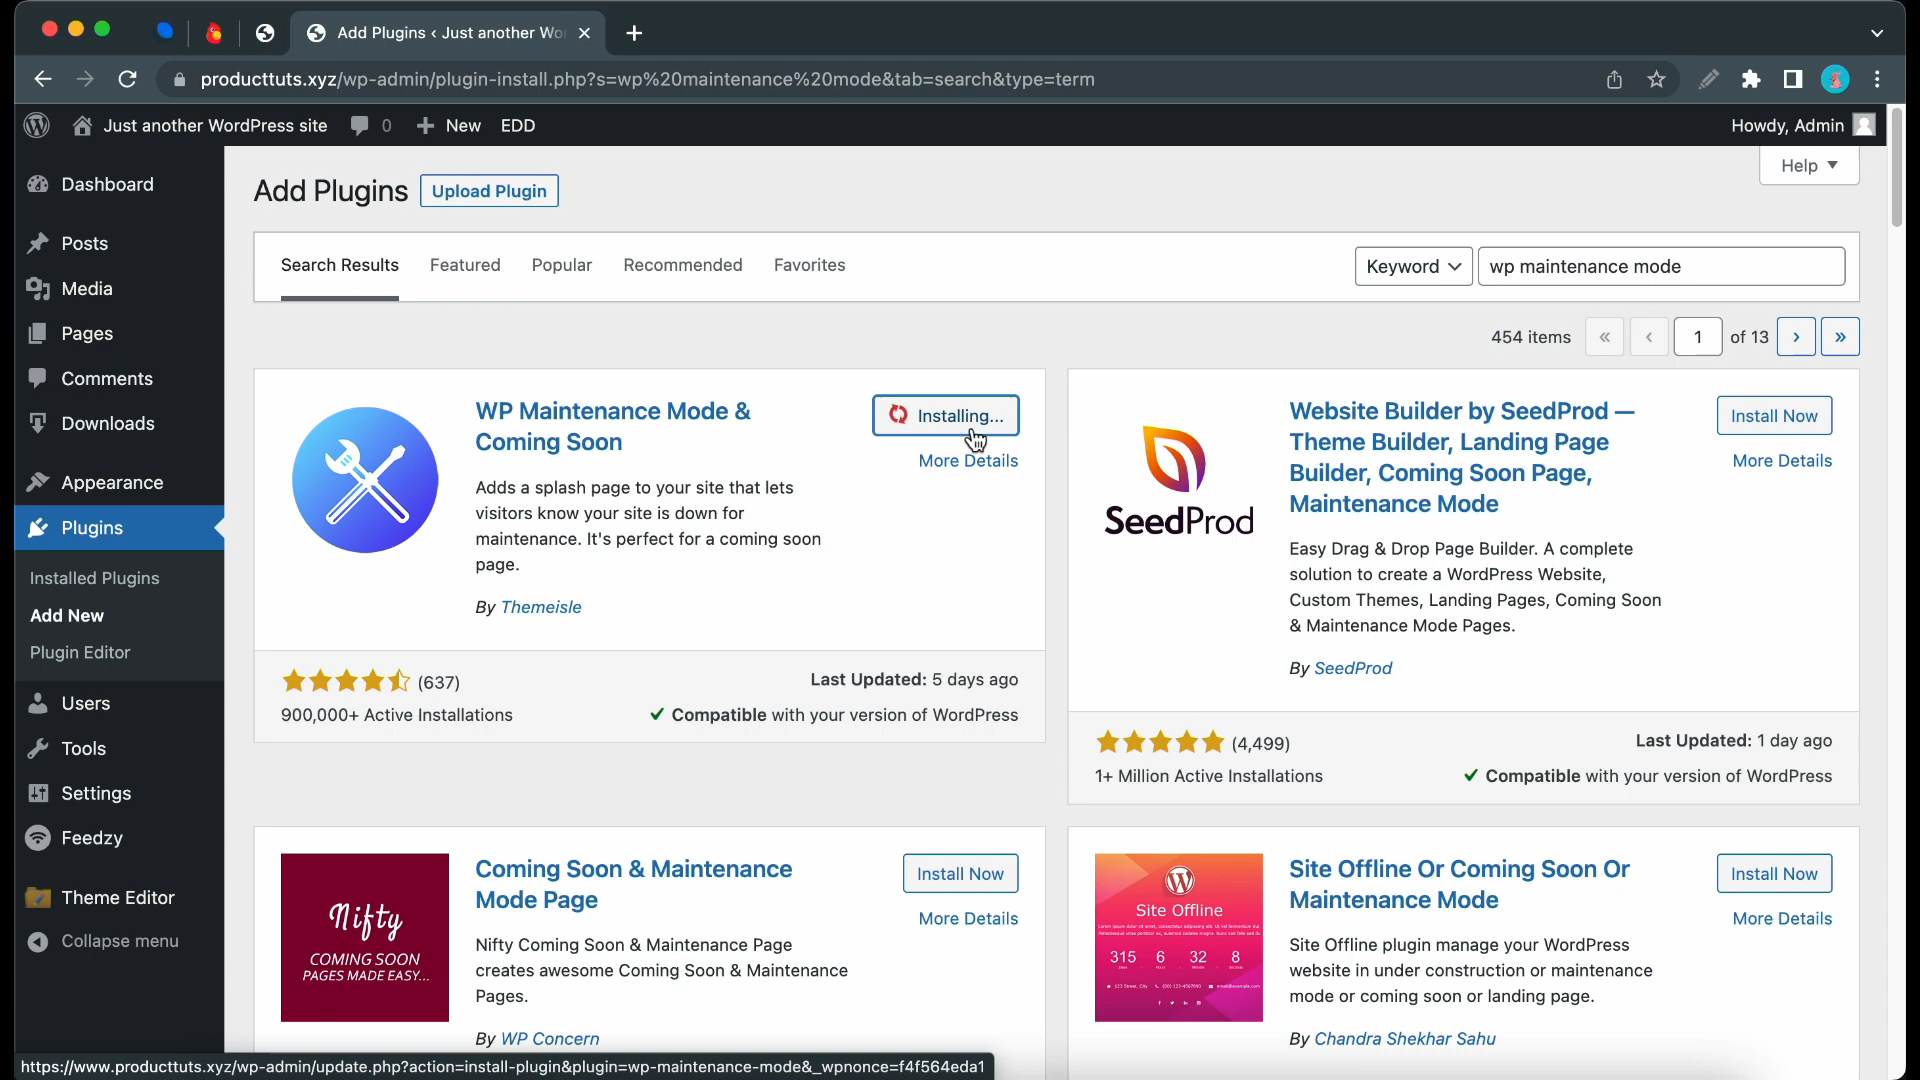 Add Plugins ‹ Just another Wo
producttuts.xyz/wp-admin/plugin-install.php?s=wp%20maintenance%20mode&tab=search&type=term
Just another WordPress site 0 New EDD Howdy, Admin
Help
Dashboard
Posts
Media
Pages
Comments
Downloads
Appearance
Plugins
Installed Plugins
Add New
Plugin Editor
Users
Tools
Settings
Feedzy
Theme Editor
Collapse menu
Add Plugins Upload Plugin
Search Results Featured Popular Recommended Favorites Keyword wp maintenance mode
454 items « ‹ 1 of 13 › »
WP Maintenance Mode &
Coming Soon
Installing...
More Details
Adds a splash page to your site that lets
visitors know your site is down for
maintenance. It's perfect for a coming soon
page.
By Themeisle
(637)
Last Updated: 5 days ago
900,000+ Active Installations
Compatible with your version of WordPress
SeedProd
Website Builder by SeedProd —
Theme Builder, Landing Page
Builder, Coming Soon Page,
Maintenance Mode
Install Now
More Details
Easy Drag & Drop Page Builder. A complete
solution to create a WordPress Website,
Custom Themes, Landing Pages, Coming Soon
& Maintenance Mode Pages.
By SeedProd
(4,499)
Last Updated: 1 day ago
1+ Million Active Installations
Compatible with your version of WordPress
Nifty
COMING SOON
PAGES MADE EASY...
Coming Soon & Maintenance
Mode Page
Install Now
More Details
Nifty Coming Soon & Maintenance Page
creates awesome Coming Soon & Maintenance
Pages.
By WP Concern
Site Offline
315 6 32 8
Site Offline Or Coming Soon Or
Maintenance Mode
Install Now
More Details
Site Offline plugin manage your WordPress
website in under construction or maintenance
mode or coming soon or landing page.
By Chandra Shekhar Sahu
https://www.producttuts.xyz/wp-admin/update.php?action=install-plugin&plugin=wp-maintenance-mode&_wpnonce=f4f564eda1